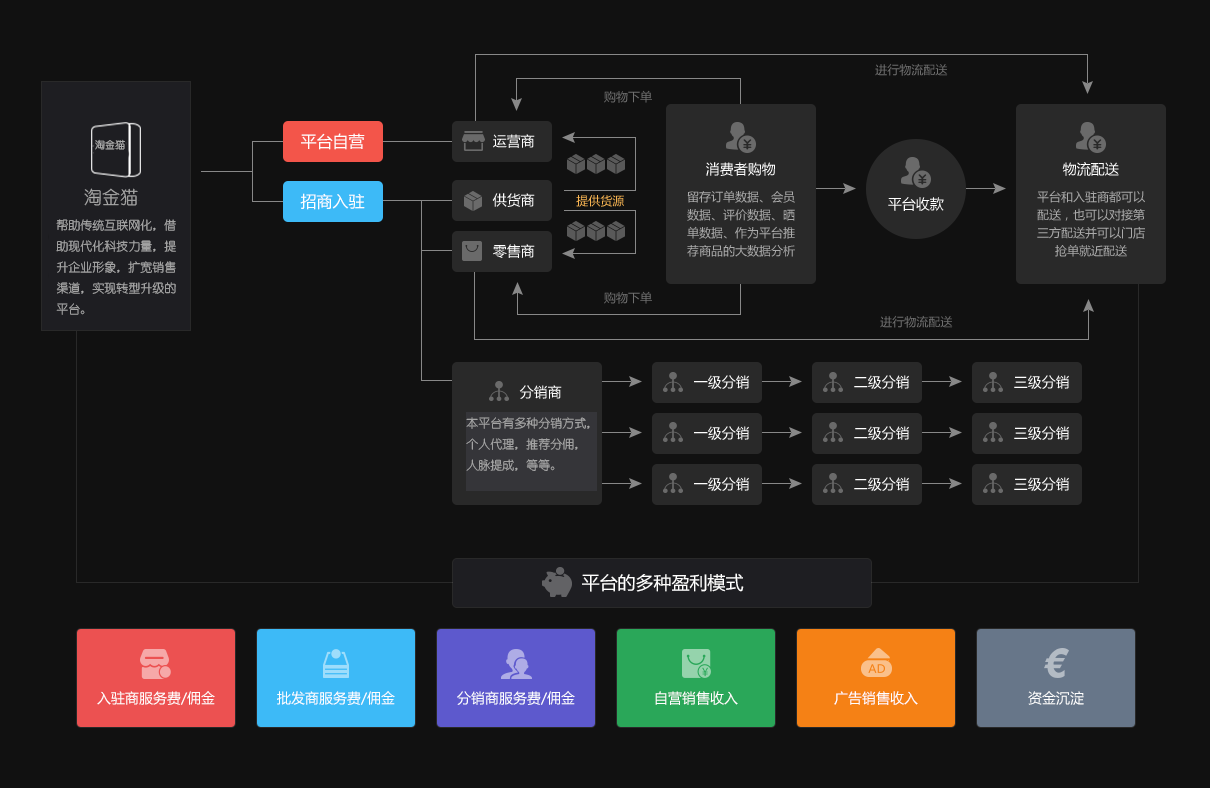 淘金猫
淘金猫
帮助传统互联网化，借
助现代化科技力量，提
升企业形象，扩宽销售
渠道，实现转型升级的
平台。
平台自营
招商入驻
运营商
供货商
零售商
提供货源
购物下单
购物下单
进行物流配送
进行物流配送
消费者购物
留存订单数据、会员
数据、评价数据、晒
单数据、作为平台推
荐商品的大数据分析
平台收款
物流配送
平台和入驻商都可以
配送，也可以对接第
三方配送并可以门店
抢单就近配送
分销商
本平台有多种分销方式，
个人代理，推荐分佣，
人脉提成，等等。
一级分销
二级分销
三级分销
一级分销
二级分销
三级分销
一级分销
二级分销
三级分销
平台的多种盈利模式
入驻商服务费/佣金
批发商服务费/佣金
分销商服务费/佣金
自营销售收入
AD
广告销售收入
资金沉淀